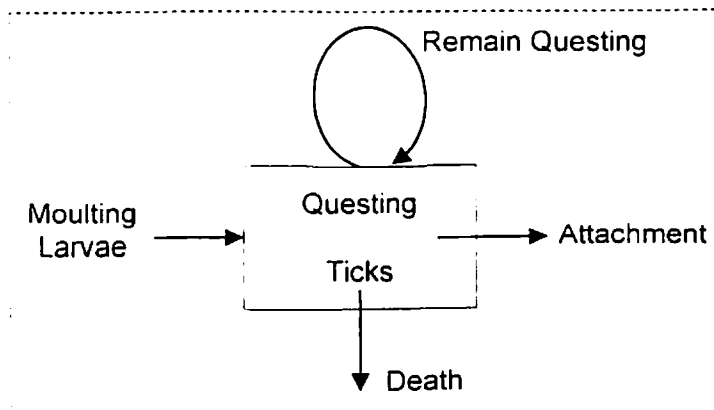 Remain Questing
Questing
Moulting
Larvae
Attachment
Ticks
Death